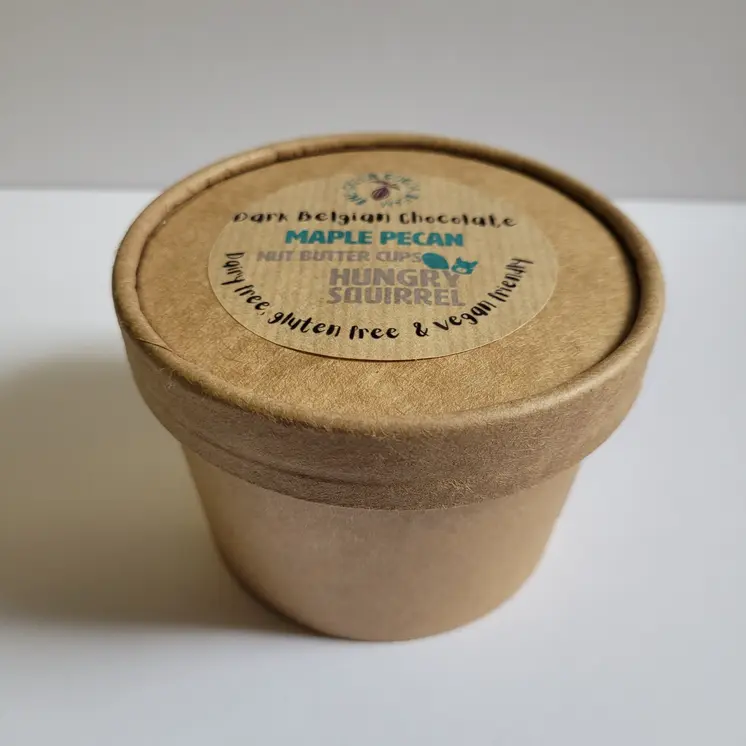 Dark Belgian Chocolate
MAPLE PECAN
NUT BUTTER CUPS
HUNGRY
SQUIRREL
Dairy free, gluten free & vegan friendly